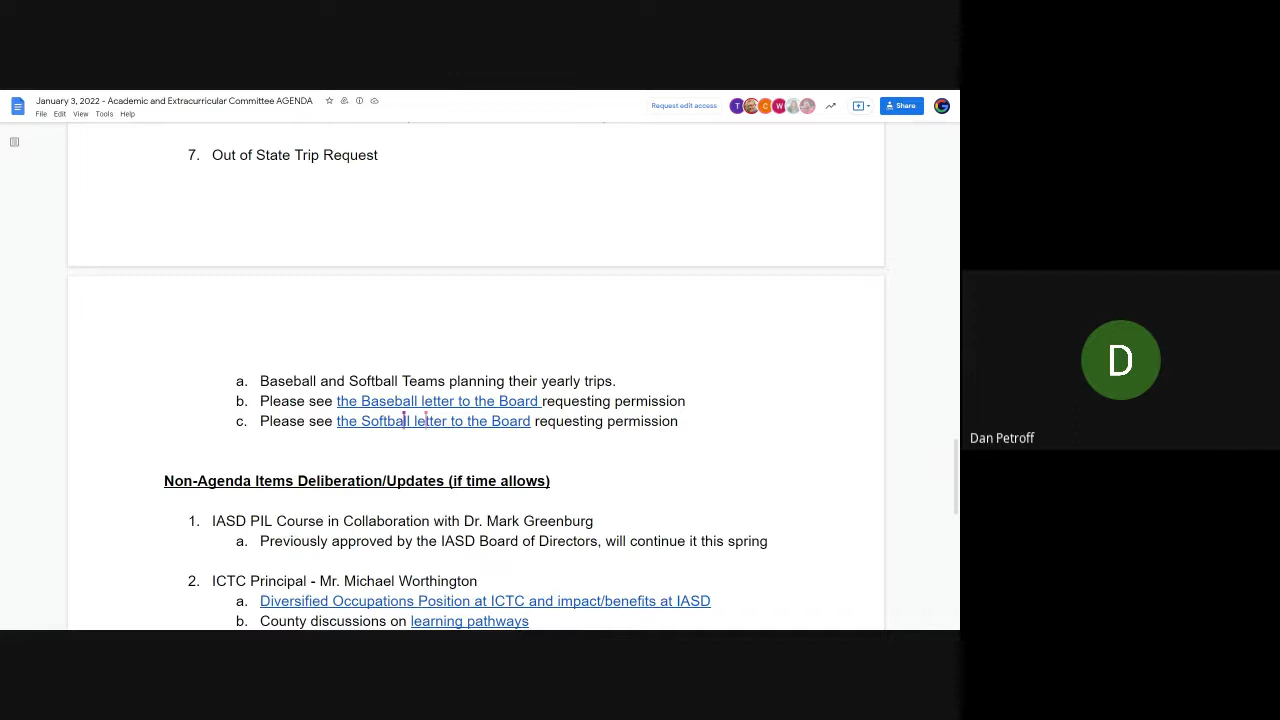 January 3, 2022 - Academic and Extracurricular Committee AGENDA
File Edit View Tools Help
Request edit access
T
C
W
Share
G
7. Out of State Trip Request
a. Baseball and Softball Teams planning their yearly trips.
b. Please see the Baseball letter to the Board requesting permission
c. Please see the Softball letter to the Board requesting permission
Non-Agenda Items Deliberation/Updates (if time allows)
1. IASD PIL Course in Collaboration with Dr. Mark Greenburg
a. Previously approved by the IASD Board of Directors, will continue it this spring
2. ICTC Principal - Mr. Michael Worthington
a. Diversified Occupations Position at ICTC and impact/benefits at IASD
b. County discussions on learning pathways
D
Dan Petroff